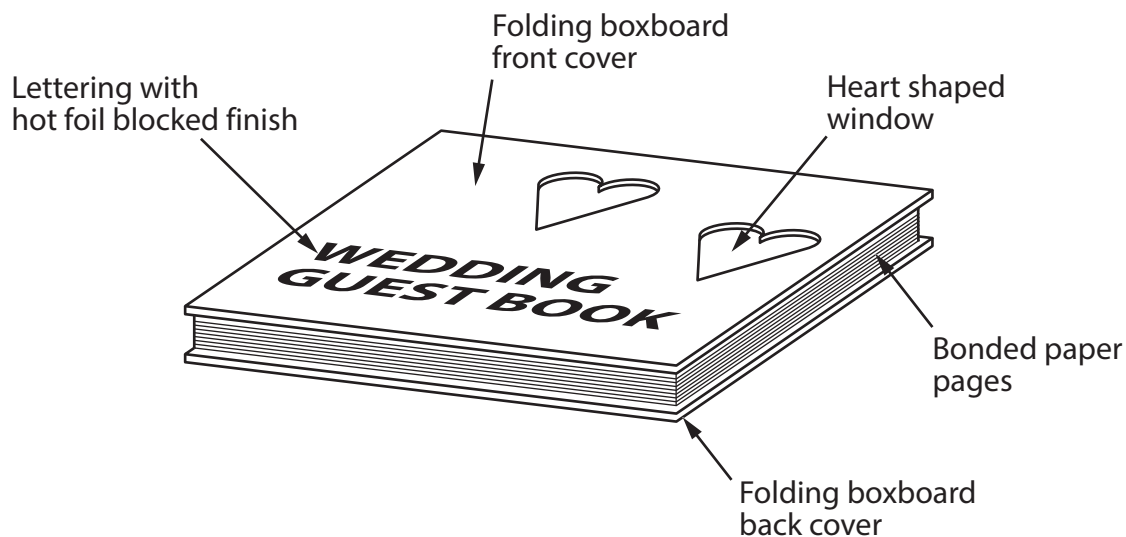 Folding boxboard
front cover
Lettering with
hot foil blocked finish
Heart shaped
window
WEDDING
GUEST BOOK
Bonded paper
pages
Folding boxboard
back cover